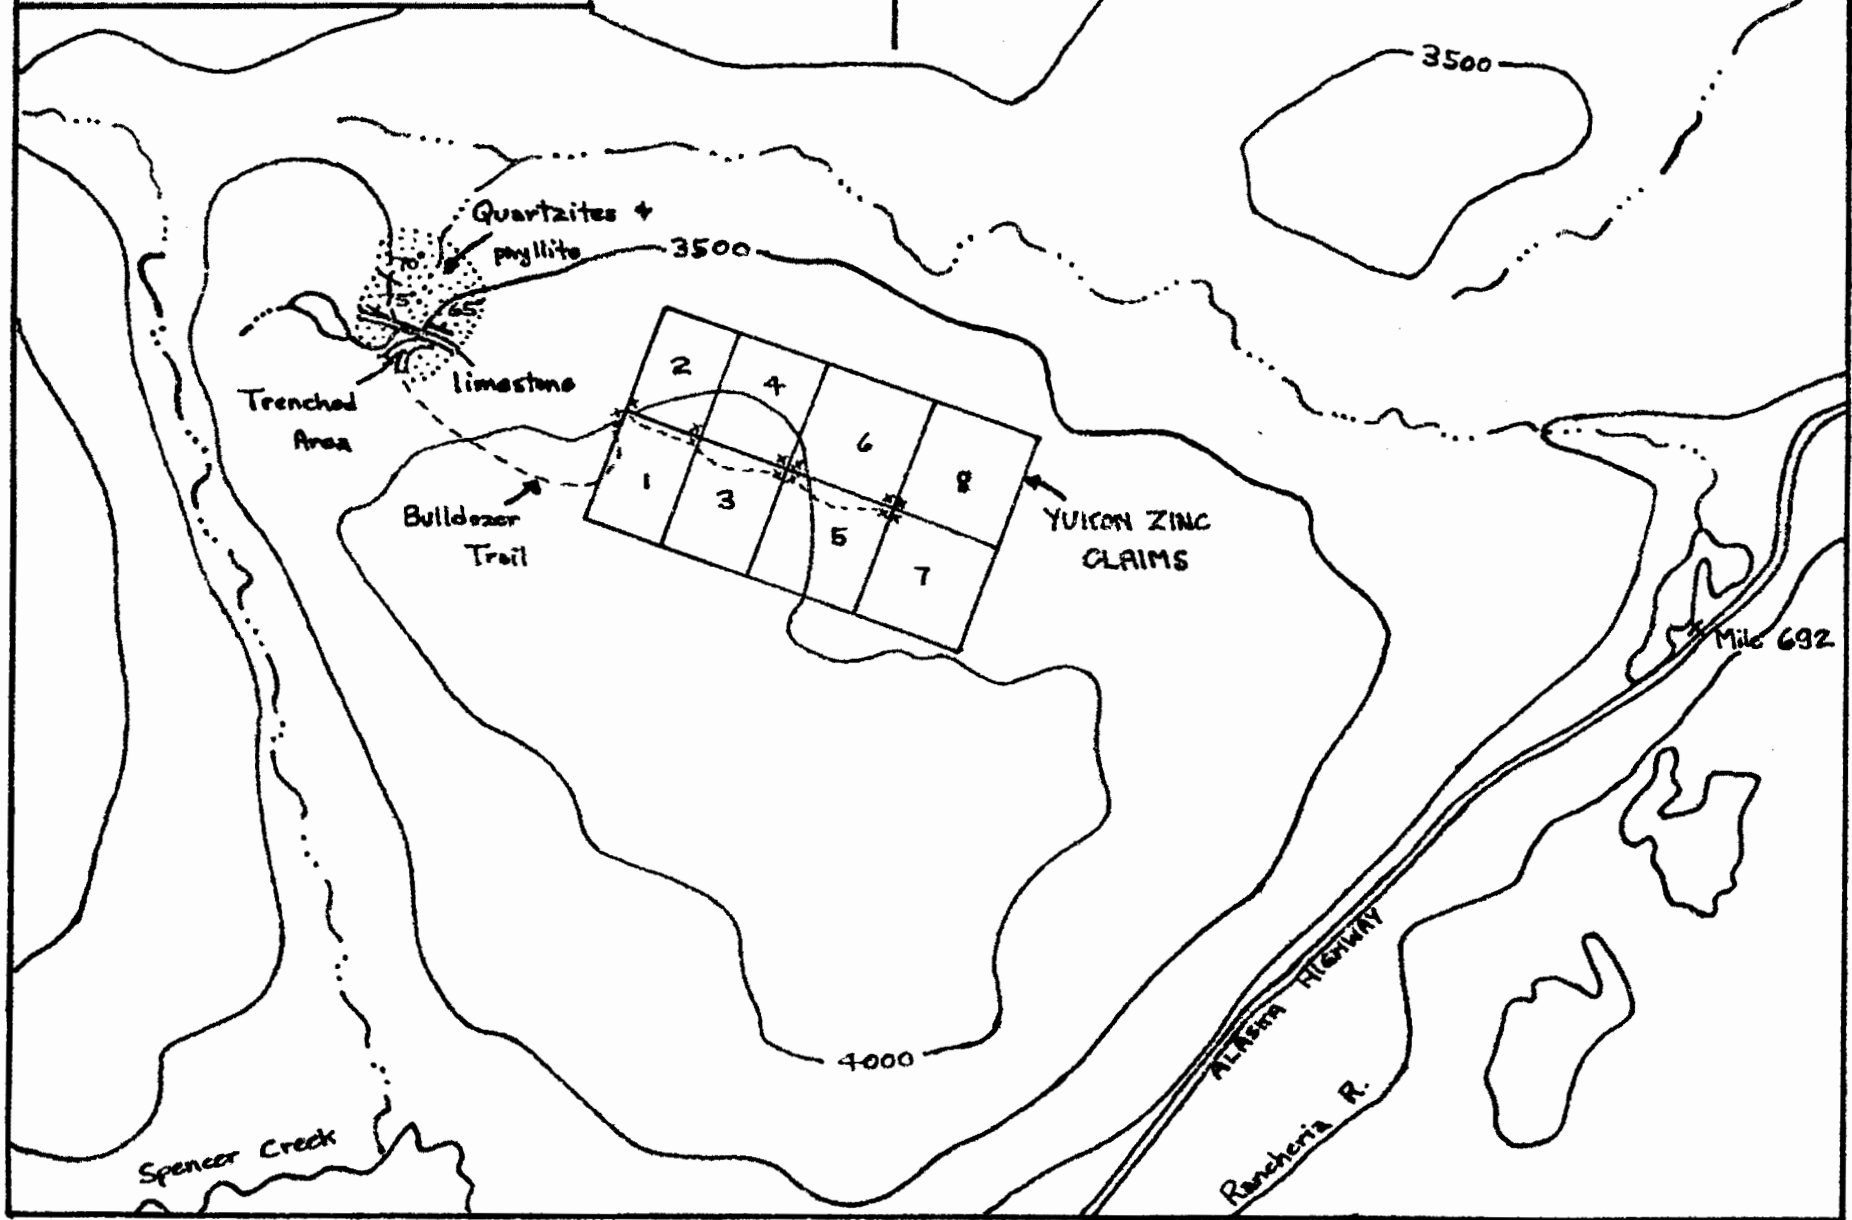 3500
Quartzites +
phyllite
3500
70°
5
65
2
4
6
8
limestone
Trenched
Area
1
3
5
7
Bulldozer
Trail
YUKON ZINC
CLAIMS
Mile 692
4000
ALASKA HIGHWAY
Rancheria R.
Spencer Creek